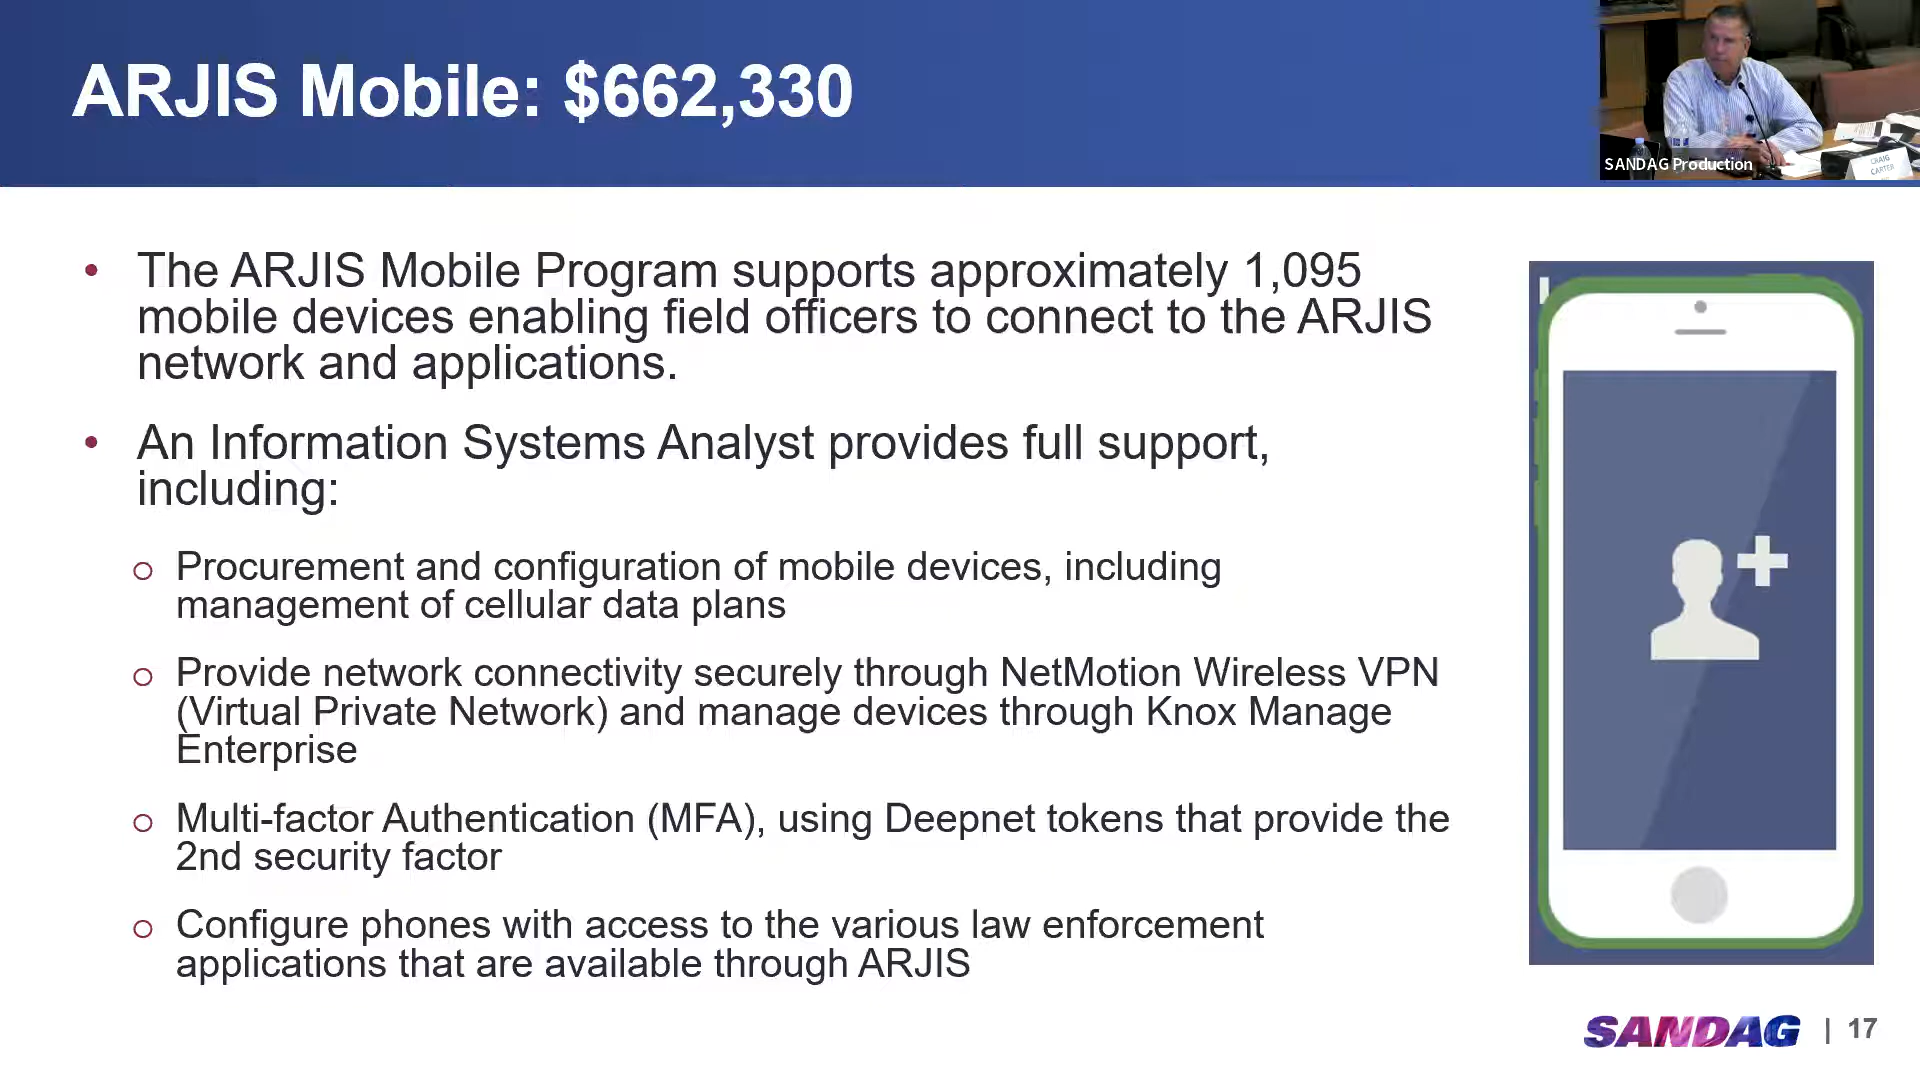 ARJIS Mobile: $662,330
SANDAG Production
CRAIG
CARTER
• The ARJIS Mobile Program supports approximately 1,095
mobile devices enabling field officers to connect to the ARJIS
network and applications.
• An Information Systems Analyst provides full support,
including:
o Procurement and configuration of mobile devices, including
management of cellular data plans
o Provide network connectivity securely through NetMotion Wireless VPN
(Virtual Private Network) and manage devices through Knox Manage
Enterprise
o Multi-factor Authentication (MFA), using Deepnet tokens that provide the
2nd security factor
o Configure phones with access to the various law enforcement
applications that are available through ARJIS
SANDAG | 17